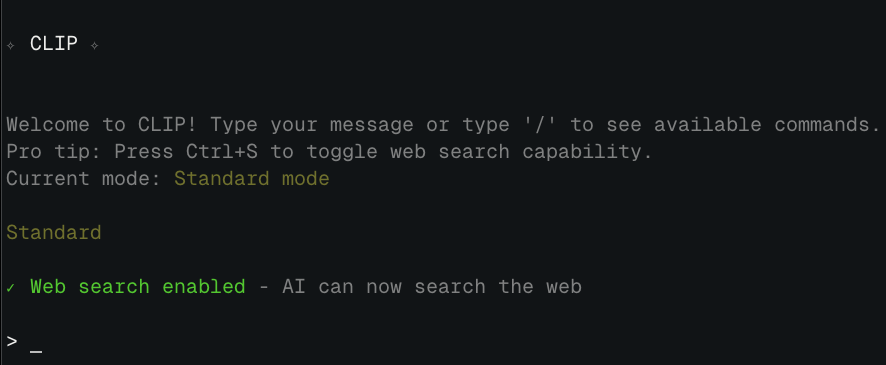 ✧ CLIP ✧
Welcome to CLIP! Type your message or type '/' to see available commands.
Pro tip: Press Ctrl+S to toggle web search capability.
Current mode: Standard mode
Standard
✓ Web search enabled - AI can now search the web
> _